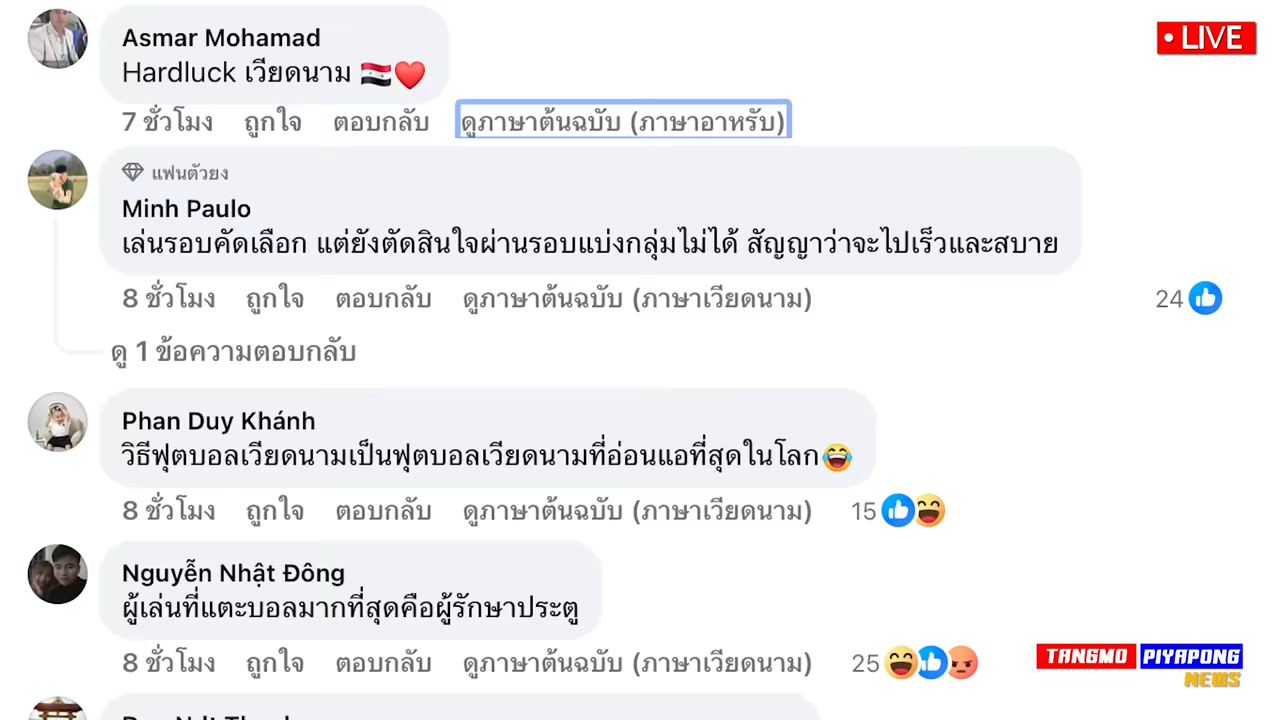 Asmar Mohamad
• LIVE
Hardluck เวียดนาม
7 ชั่วโมง ถูกใจ ตอบกลับ ดูภาษาต้นฉบับ (ภาษาอาหรับ)
แฟนตัวยง
Minh Paulo
เล่นรอบคัดเลือก แต่ยังตัดสินใจผ่านรอบแบ่งกลุ่มไม่ได้ สัญญาว่าจะไปเร็วและสบาย
8 ชั่วโมง ถูกใจ ตอบกลับ ดูภาษาต้นฉบับ (ภาษาเวียดนาม) 24
ดู 1 ข้อความตอบกลับ
Phan Duy Khánh
วิธีฟุตบอลเวียดนามเป็นฟุตบอลเวียดนามที่อ่อนแอที่สุดในโลก😂
8 ชั่วโมง ถูกใจ ตอบกลับ ดูภาษาต้นฉบับ (ภาษาเวียดนาม) 15
Nguyễn Nhật Đông
ผู้เล่นที่แตะบอลมากที่สุดคือผู้รักษาประตู
8 ชั่วโมง ถูกใจ ตอบกลับ ดูภาษาต้นฉบับ (ภาษาเวียดนาม) 25
TANGMO PIYAPONG
NEWS